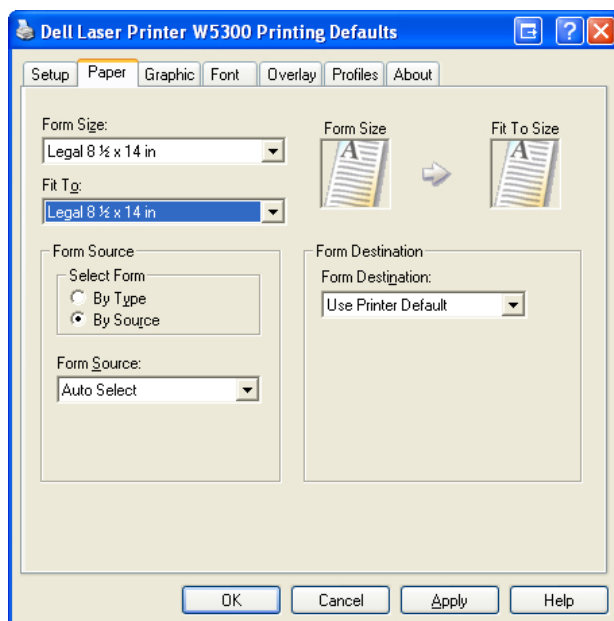 Dell Laser Printer W5300 Printing Defaults
Setup Paper Graphic Font Overlay Profiles About
Form Size:
Legal 8 ½ x 14 in
Fit To:
Legal 8 ½ x 14 in
Form Size
A
Fit To Size
A
Form Source
Select Form
By Type
By Source
Form Source:
Auto Select
Form Destination
Form Destination:
Use Printer Default
OK Cancel Apply Help